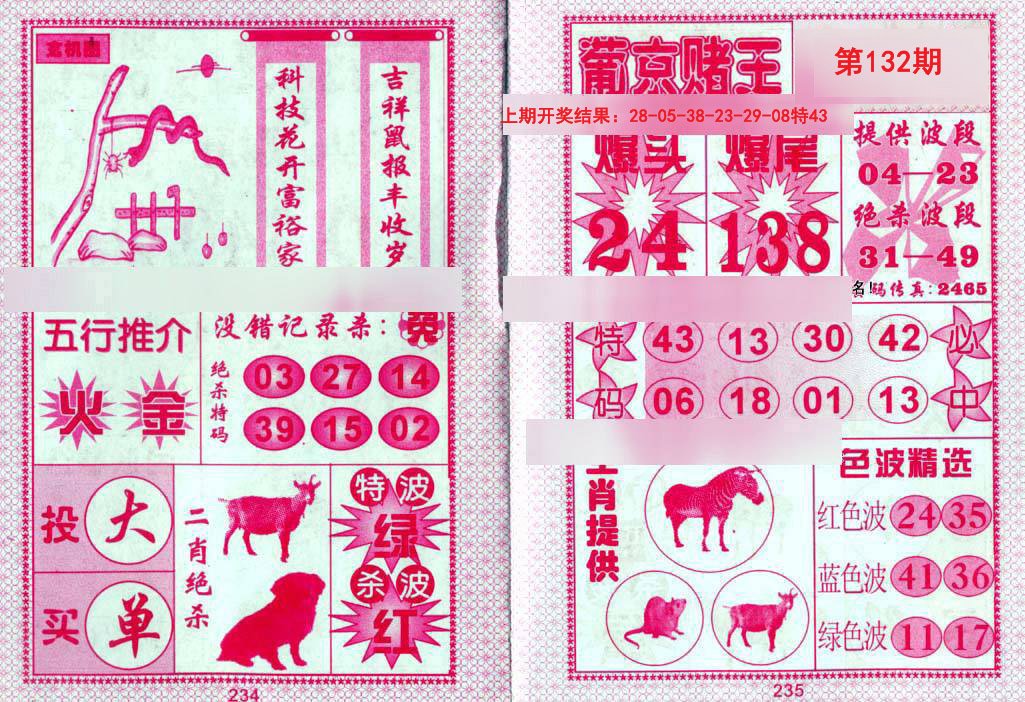 玄机图
科技花开富裕家
吉祥鼠报丰收岁
五行推介
火 金
没错记录杀：兔
绝杀特码
03 27 14
39 15 02
投 大
买 单
二肖绝杀
特波
绿
杀波
红
234
葡京赌王
第132期
上期开奖结果：28-05-38-23-29-08特43
爆头 爆尾
24 138
提供波段
04—23
绝杀波段
31—49
名!
码传真:2465
特码
43 13 30 42
06 18 01 13
必中
肖提供
色波精选
红色波 24 35
蓝色波 41 36
绿色波 11 17
235